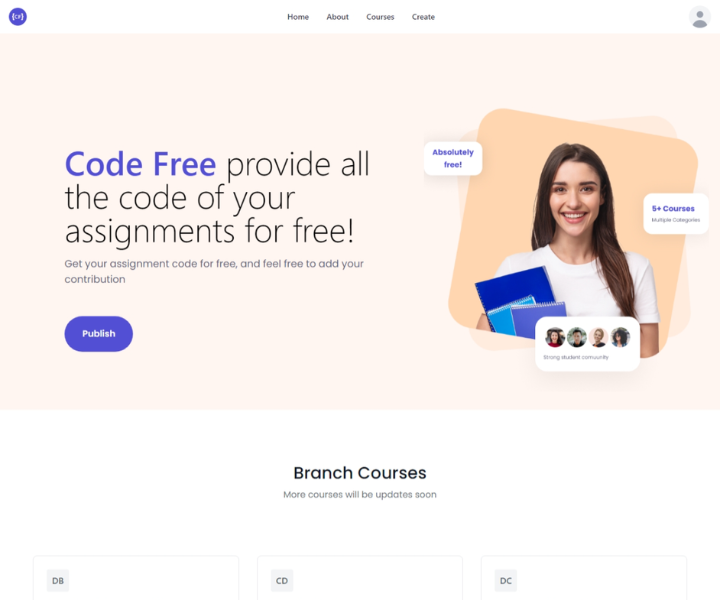 {CF}
Home About Courses Create
Absolutely
free!
Code Free provide all
the code of your
assignments for free!
5+ Courses
Multiple Categories
Get your assignment code for free, and feel free to add your
contribution
Publish
Strong student comuunity
Branch Courses
More courses will be updates soon
DB CD DC